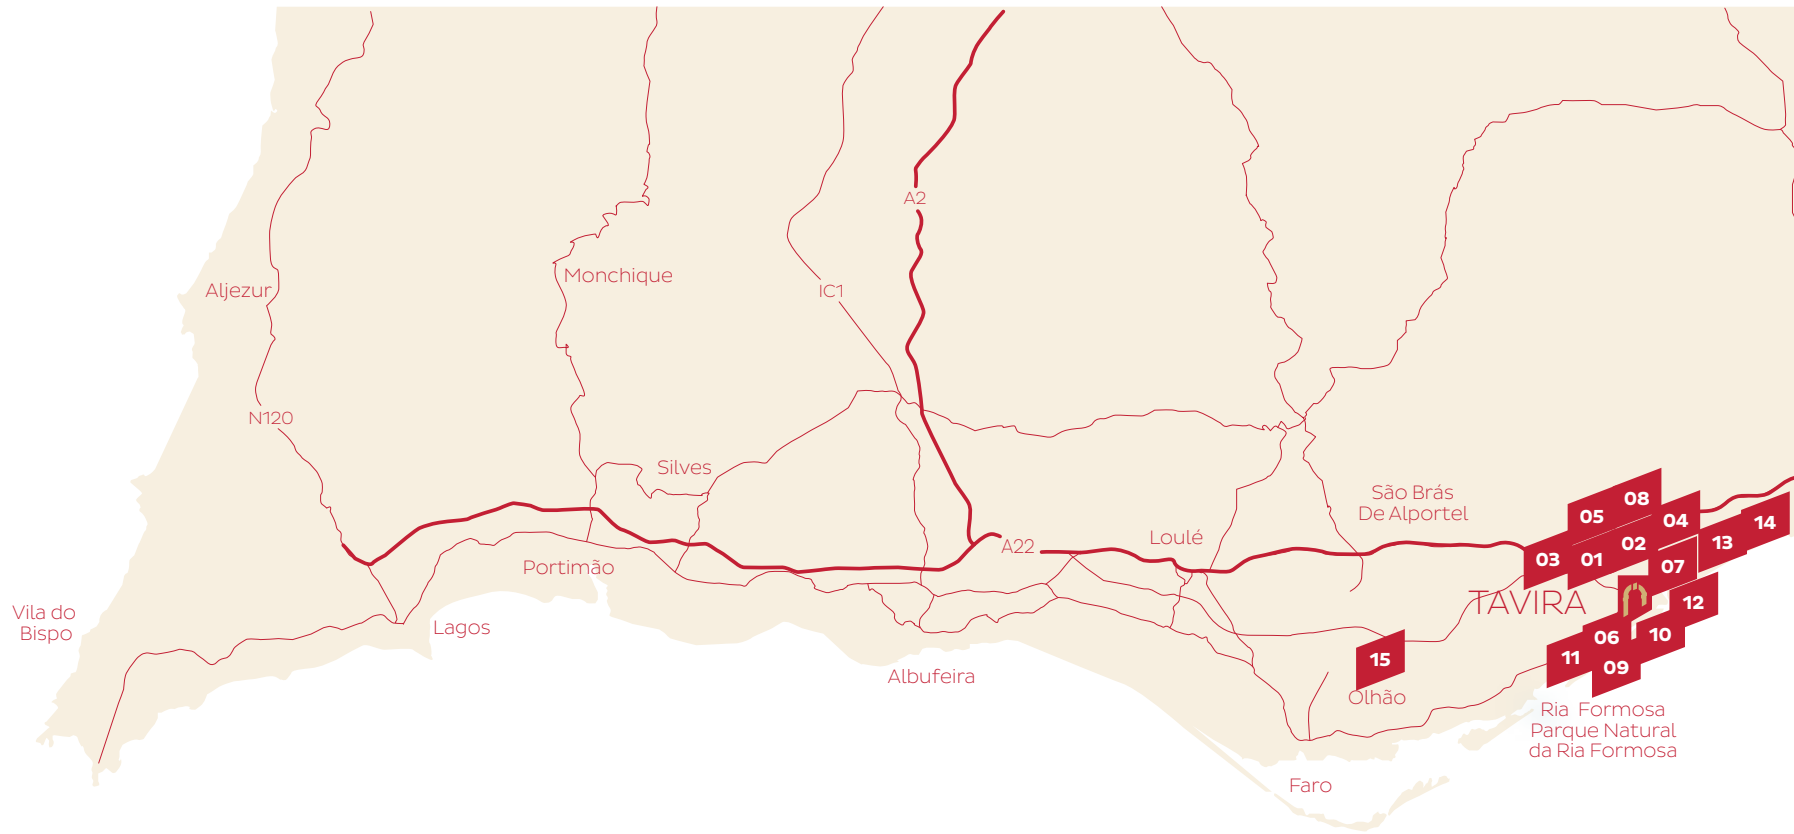 A2
Monchique
Aljezur
IC1
N120
Silves
São Brás
De Alportel
08
05
04
14
02
13
03
01
07
A22
Loulé
Portimão
TAVIRA
12
Vila do
Bispo
Lagos
06
10
11
15
09
Albufeira
Olhão
Ria Formosa
Parque Natural
da Ria Formosa
Faro